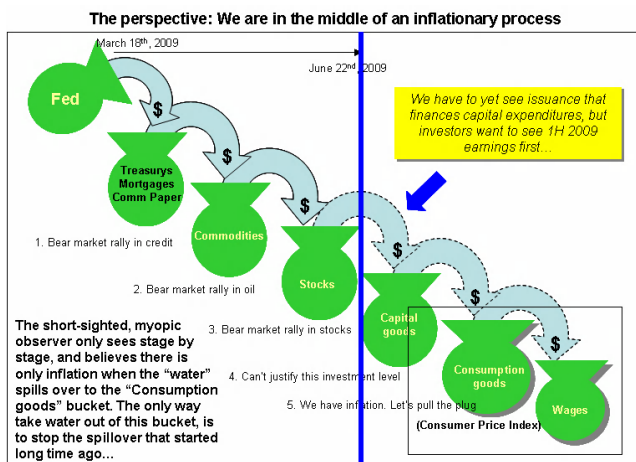 The perspective: We are in the middle of an inflationary process
March 18th, 2009
June 22nd, 2009
Fed
$
We have to yet see issuance that
finances capital expenditures, but
investors want to see 1H 2009
earnings first…
$
Treasurys
Mortgages
Comm Paper
$
Commodities
$
1. Bear market rally in credit
$
Stocks
2. Bear market rally in oil
$
Capital
goods
3. Bear market rally in stocks
$
The short-sighted, myopic
observer only sees stage by
stage, and believes there is
only inflation when the “water”
spills over to the “Consumption
goods” bucket. The only way
take water out of this bucket, is
to stop the spillover that started
long time ago…
4. Can't justify this investment level
Consumption
goods
5. We have inflation. Let's pull the plug
Wages
(Consumer Price Index)